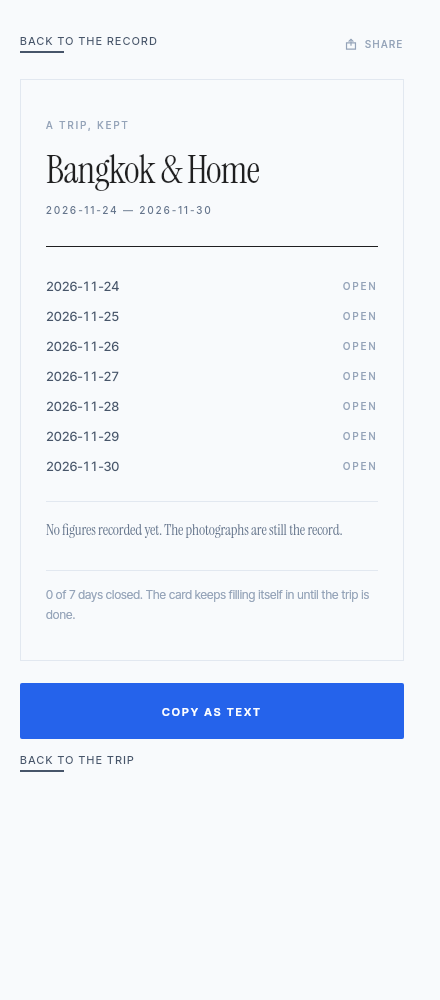 BACK TO THE RECORD
SHARE
A TRIP, KEPT
Bangkok & Home
2026-11-24 — 2026-11-30
2026-11-24 OPEN
2026-11-25 OPEN
2026-11-26 OPEN
2026-11-27 OPEN
2026-11-28 OPEN
2026-11-29 OPEN
2026-11-30 OPEN
No figures recorded yet. The photographs are still the record.
0 of 7 days closed. The card keeps filling itself in until the trip is
done.
COPY AS TEXT
BACK TO THE TRIP